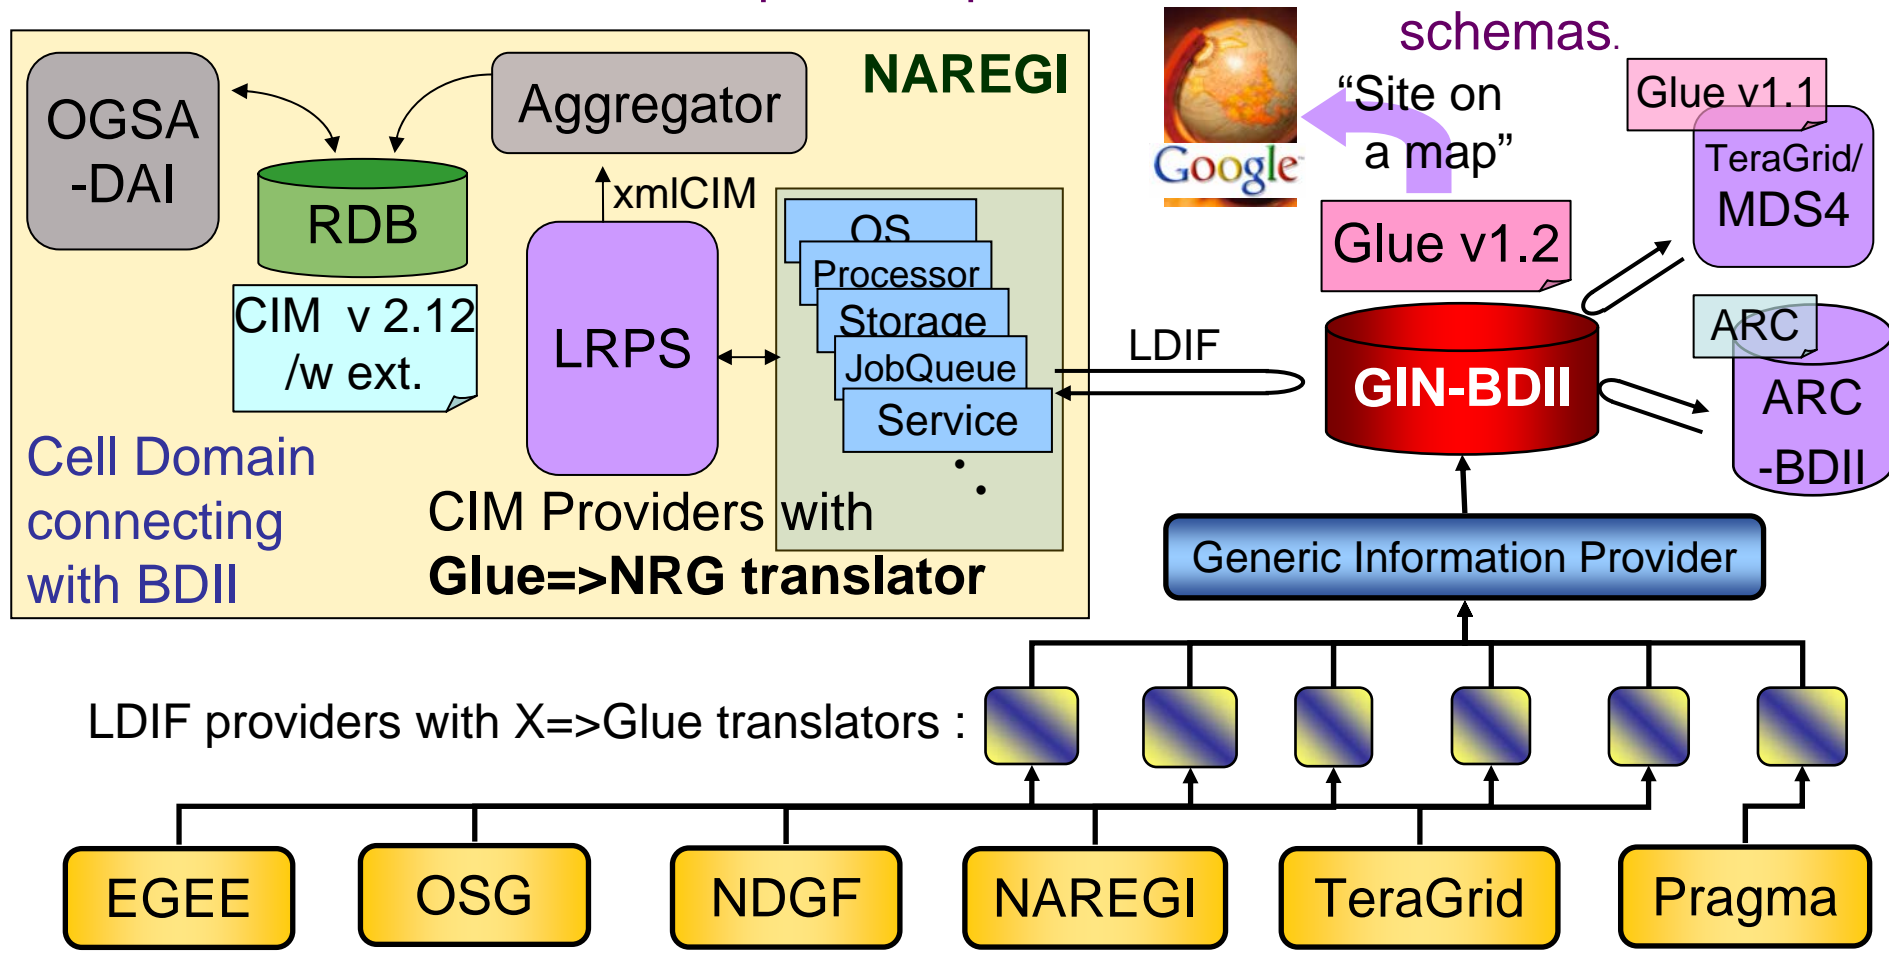 schemas.
NAREGI
OGSA
-DAI
Aggregator
RDB
xmlCIM
CIM v 2.12
/w ext.
LRPS
OS
Processor
Storage
JobQueue
Service
Cell Domain
connecting
with BDII
CIM Providers with
Glue=>NRG translator
LDIF
Google
"Site on
a map"
Glue v1.1
TeraGrid/
MDS4
Glue v1.2
GIN-BDII
ARC
ARC
-BDII
Generic Information Provider
LDIF providers with X=>Glue translators :
EGEE
OSG
NDGF
NAREGI
TeraGrid
Pragma